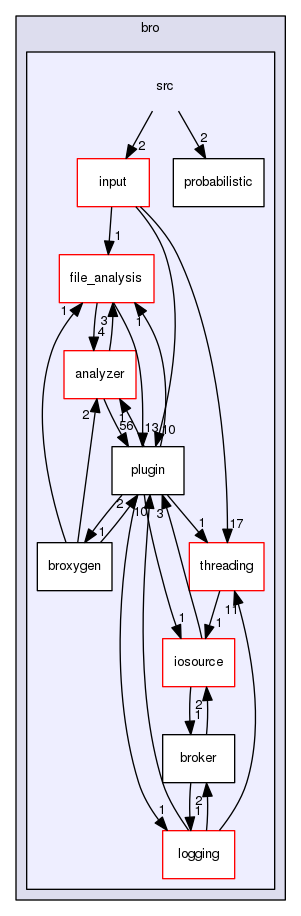 bro
src
2
2
input
probabilistic
1
file_analysis
1
1
3
4
analyzer
2
1
56
13
10
plugin
17
2
1
10
3
1
broxygen
threading
11
1
1
iosource
2
1
broker
2
1
1
logging